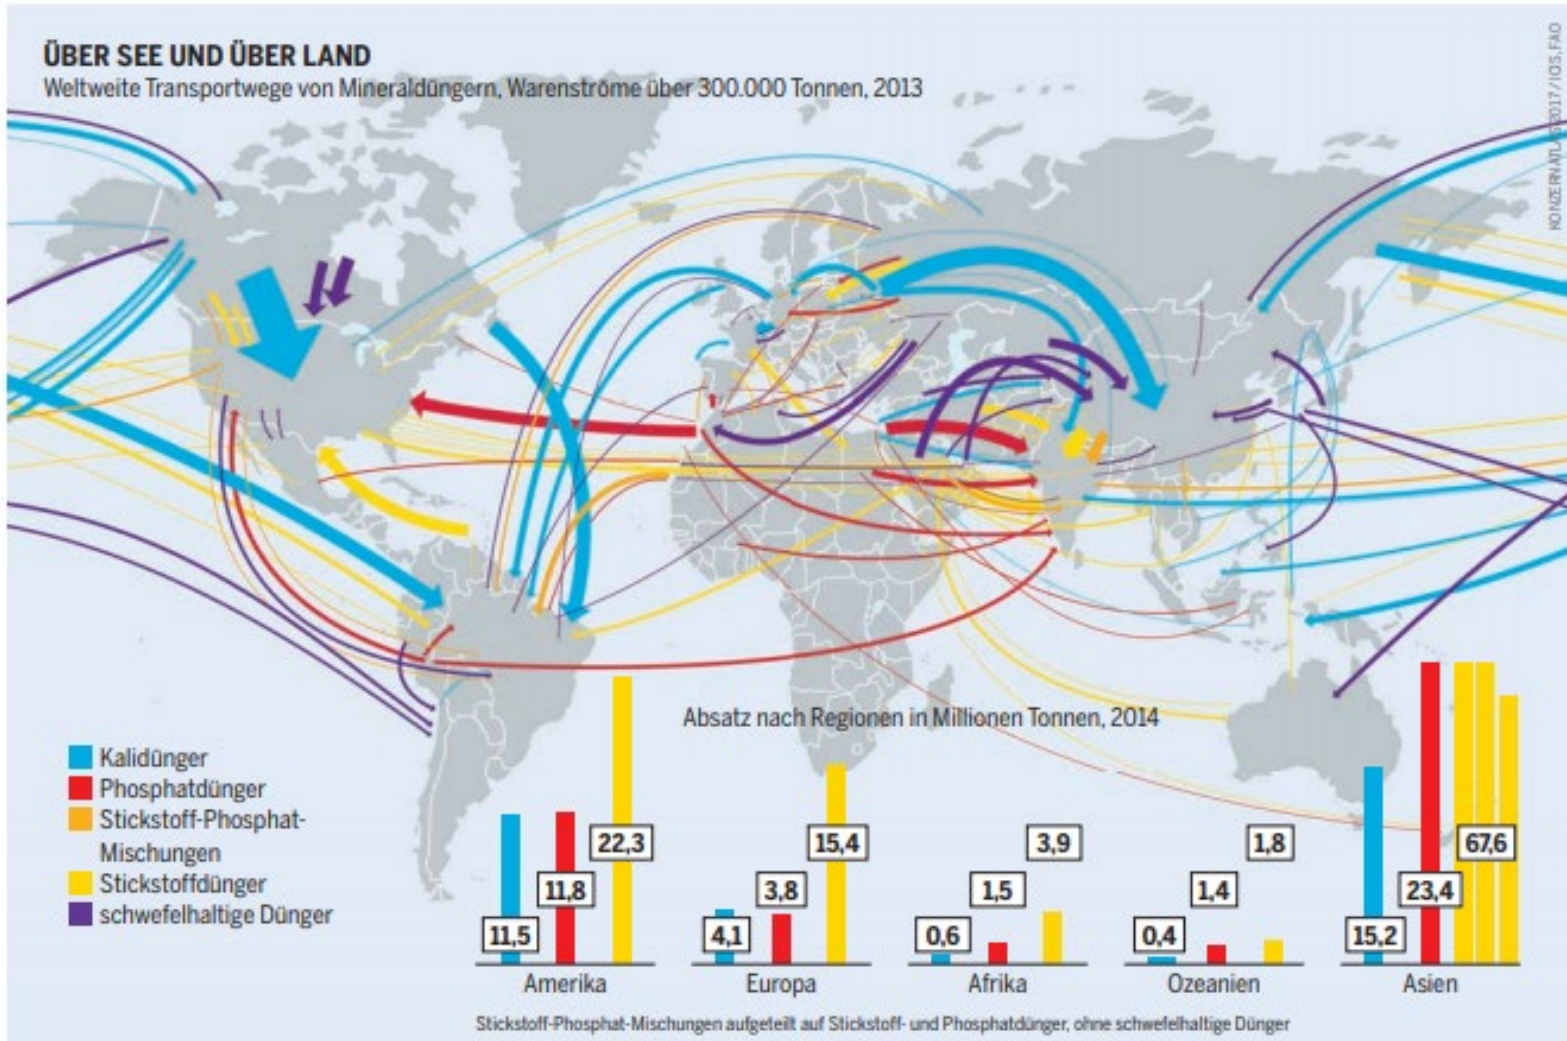 ÜBER SEE UND ÜBER LAND
Weltweite Transportwege von Mineraldüngern, Warenströme über 300.000 Tonnen, 2013
KONZERNATLAS 2017 / IOS, FAO
Absatz nach Regionen in Millionen Tonnen, 2014
Kalidünger
Phosphatdünger
Stickstoff-Phosphat-
Mischungen
Stickstoffdünger
schwefelhaltige Dünger
11,5
11,8
22,3
Amerika
4,1
3,8
15,4
Europa
0,6
1,5
3,9
Afrika
0,4
1,4
1,8
Ozeanien
15,2
23,4
67,6
Asien
Stickstoff-Phosphat-Mischungen aufgeteilt auf Stickstoff- und Phosphatdünger, ohne schwefelhaltige Dünger